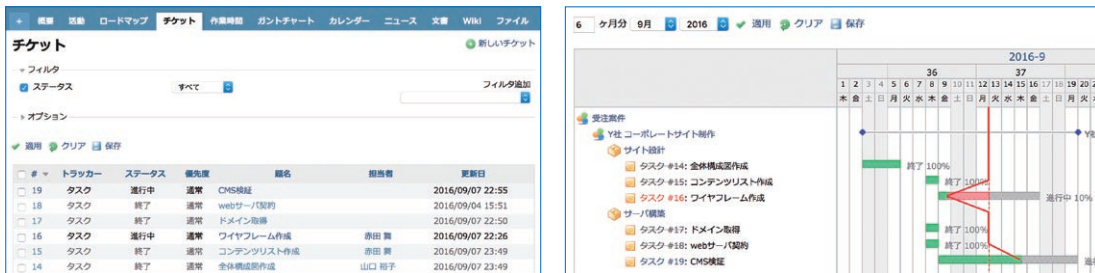 + 概要 活動 ロードマップ チケット 作業時間 ガントチャート カレンダー ニュース 文書 Wiki ファイル
チケット
新しいチケット
フィルタ
ステータス すべて フィルタ追加
オプション
適用 クリア 保存
# トラッカー ステータス 優先度 題名 担当者 更新日
19 タスク 進行中 通常 CMS検証 2016/09/07 22:55
18 タスク 終了 通常 webサーバ契約 2016/09/04 15:51
17 タスク 終了 通常 ドメイン取得 2016/09/07 22:50
16 タスク 進行中 通常 ワイヤフレーム作成 赤田 舞 2016/09/07 22:26
15 タスク 終了 通常 コンテンツリスト作成 赤田 舞 2016/09/07 23:49
14 タスク 終了 通常 全体構成図作成 山口 裕子 2016/09/07 23:49
6 ヶ月分 9月 2016 適用 クリア 保存
2016-9
36 37
1 2 3 4 5 6 7 8 9 10 11 12 13 14 15 16 17 18 19 20
木 金 土 日 月 火 水 木 金 土 日 月 火 水 木 金 土 日 月 火
受注案件
Y社 コーポレートサイト制作
サイト設計
タスク #14: 全体構成図作成 終了 100%
タスク #15: コンテンツリスト作成 終了 100%
タスク #16: ワイヤフレーム作成 進行中 10%
サーバ構築
タスク #17: ドメイン取得 終了 100%
タスク #18: webサーバ契約 終了 100%
タスク #19: CMS検証